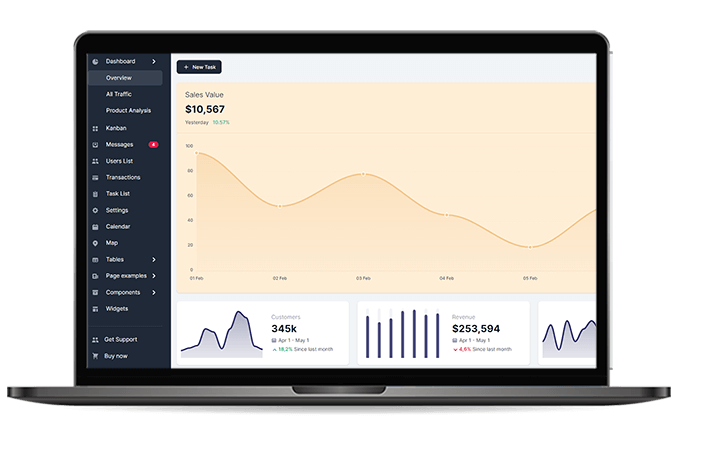 Dashboard
Overview
All Traffic
Product Analysis
Kanban
Messages 4
Users List
Transactions
Task List
Settings
Calendar
Map
Tables
Page examples
Components
Widgets
Get Support
Buy now
+ New Task
Sales Value
$10,567
Yesterday 10.57%
100
80
60
40
20
0
01 Feb 02 Feb 03 Feb 04 Feb 05 Feb
Customers
345k
Apr 1 - May 1
18,2% Since last month
Revenue
$253,594
Apr 1 - May 1
4,6% Since last month